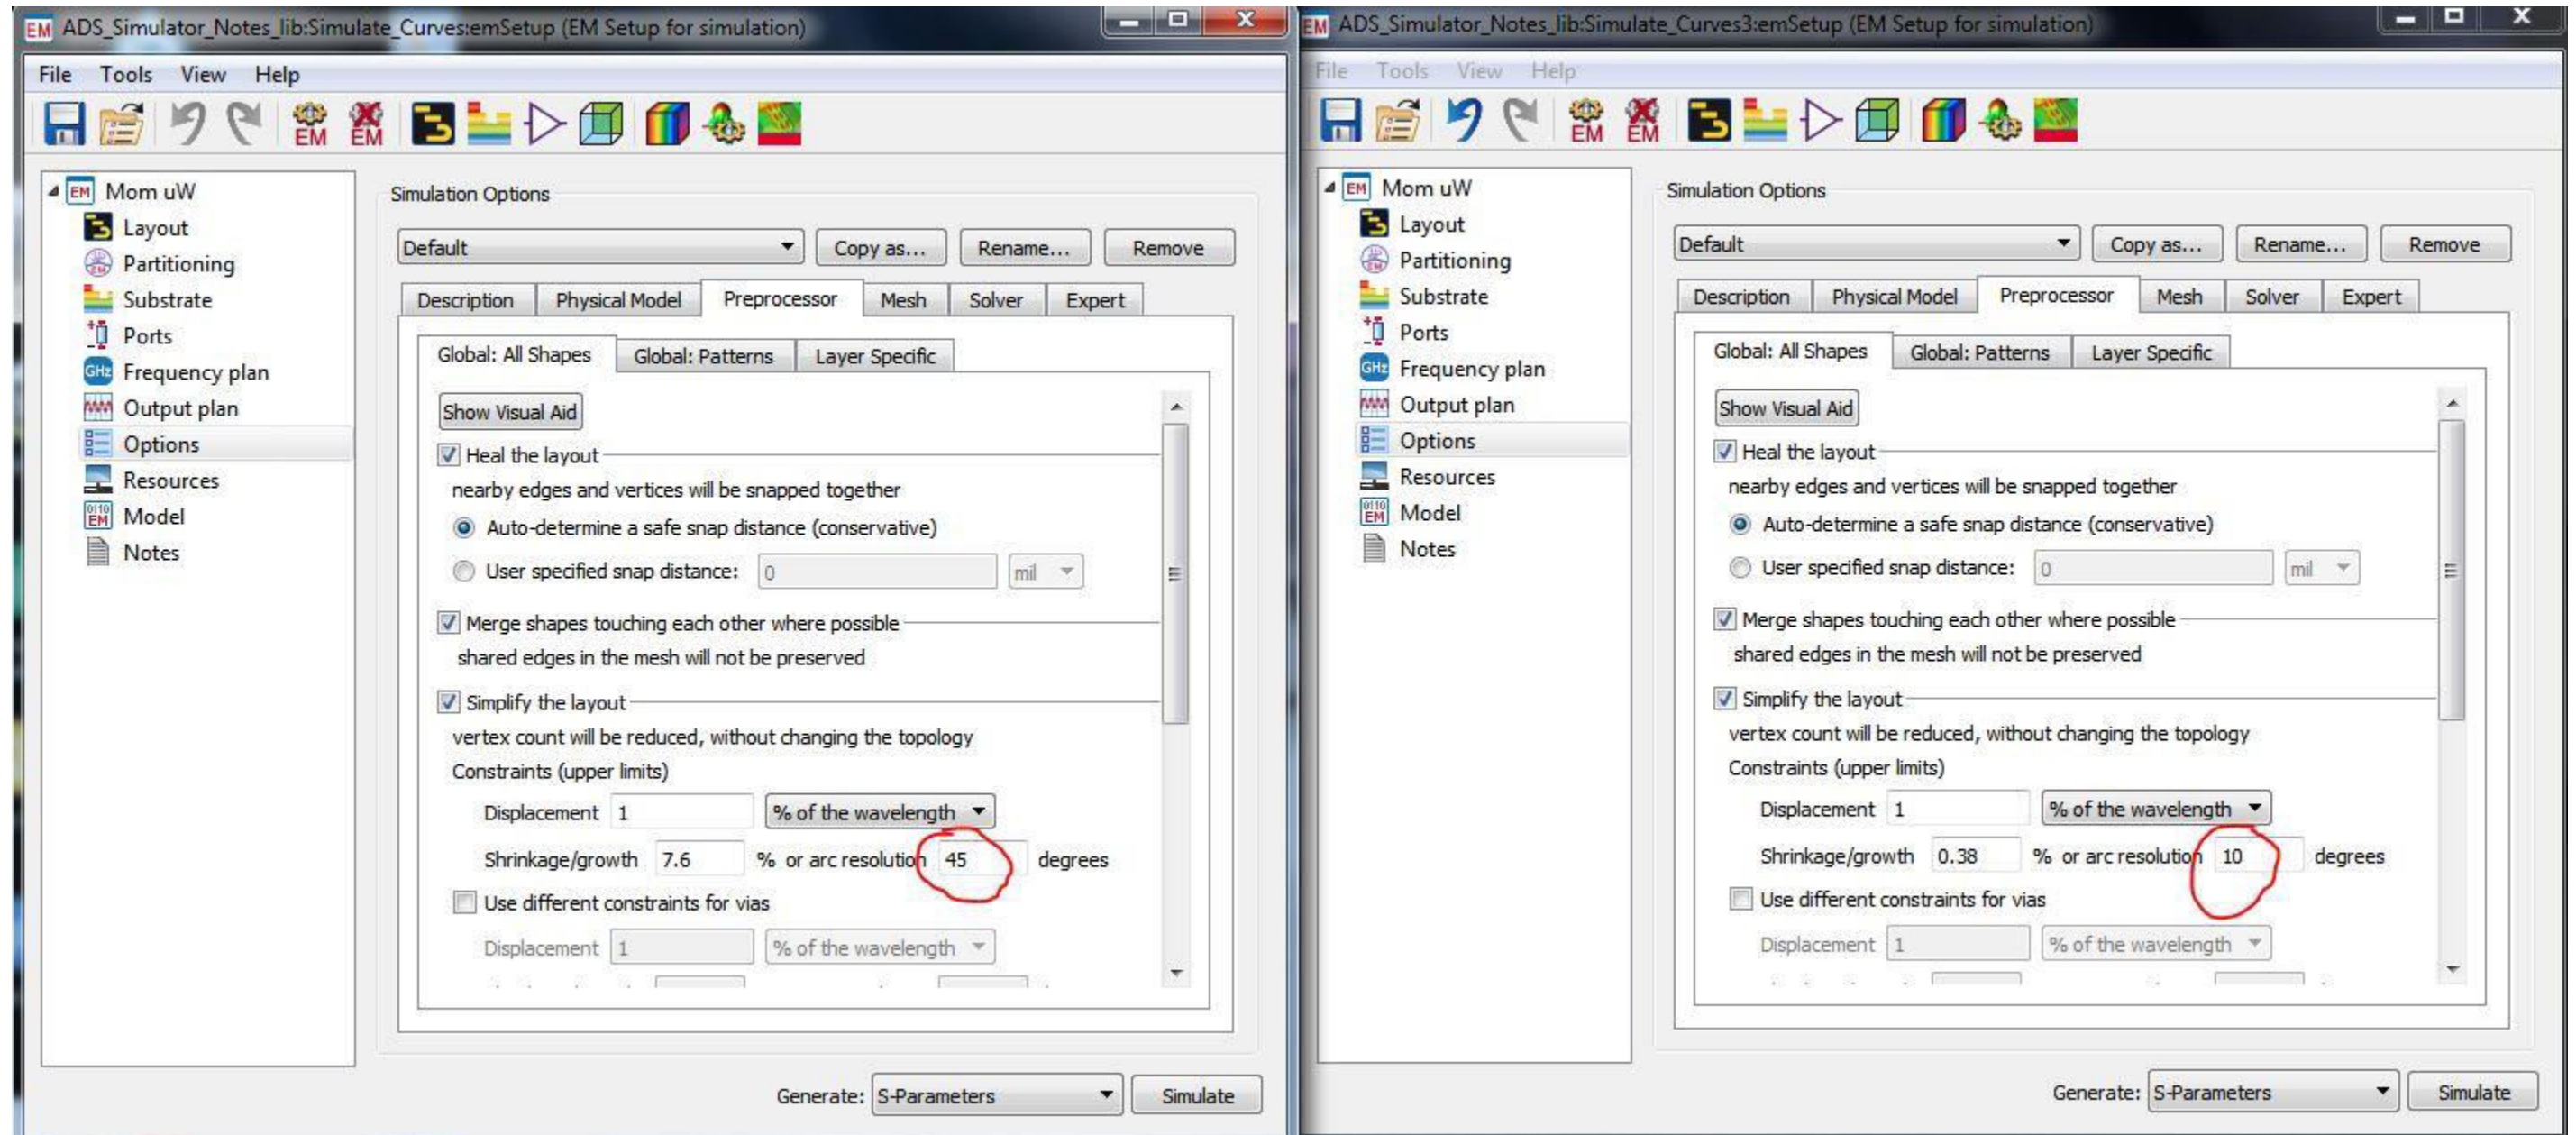 ADS_Simulator_Notes_lib:Simulate_Curves:emSetup (EM Setup for simulation)
File Tools View Help
EM EM
Mom uW
Layout
Partitioning
Substrate
Ports
Frequency plan
Output plan
Options
Resources
Model
Notes
Simulation Options
Default Copy as... Rename... Remove
Description Physical Model Preprocessor Mesh Solver Expert
Global: All Shapes Global: Patterns Layer Specific
Show Visual Aid
Heal the layout
nearby edges and vertices will be snapped together
Auto-determine a safe snap distance (conservative)
User specified snap distance: 0 mil
Merge shapes touching each other where possible
shared edges in the mesh will not be preserved
Simplify the layout
vertex count will be reduced, without changing the topology
Constraints (upper limits)
Displacement 1 % of the wavelength
Shrinkage/growth 7.6 % or arc resolution 45 degrees
Use different constraints for vias
Displacement 1 % of the wavelength
Generate: S-Parameters Simulate
ADS_Simulator_Notes_lib:Simulate_Curves3:emSetup (EM Setup for simulation)
File Tools View Help
EM EM
Mom uW
Layout
Partitioning
Substrate
Ports
Frequency plan
Output plan
Options
Resources
Model
Notes
Simulation Options
Default Copy as... Rename... Remove
Description Physical Model Preprocessor Mesh Solver Expert
Global: All Shapes Global: Patterns Layer Specific
Show Visual Aid
Heal the layout
nearby edges and vertices will be snapped together
Auto-determine a safe snap distance (conservative)
User specified snap distance: 0 mil
Merge shapes touching each other where possible
shared edges in the mesh will not be preserved
Simplify the layout
vertex count will be reduced, without changing the topology
Constraints (upper limits)
Displacement 1 % of the wavelength
Shrinkage/growth 0.38 % or arc resolution 10 degrees
Use different constraints for vias
Displacement 1 % of the wavelength
Generate: S-Parameters Simulate